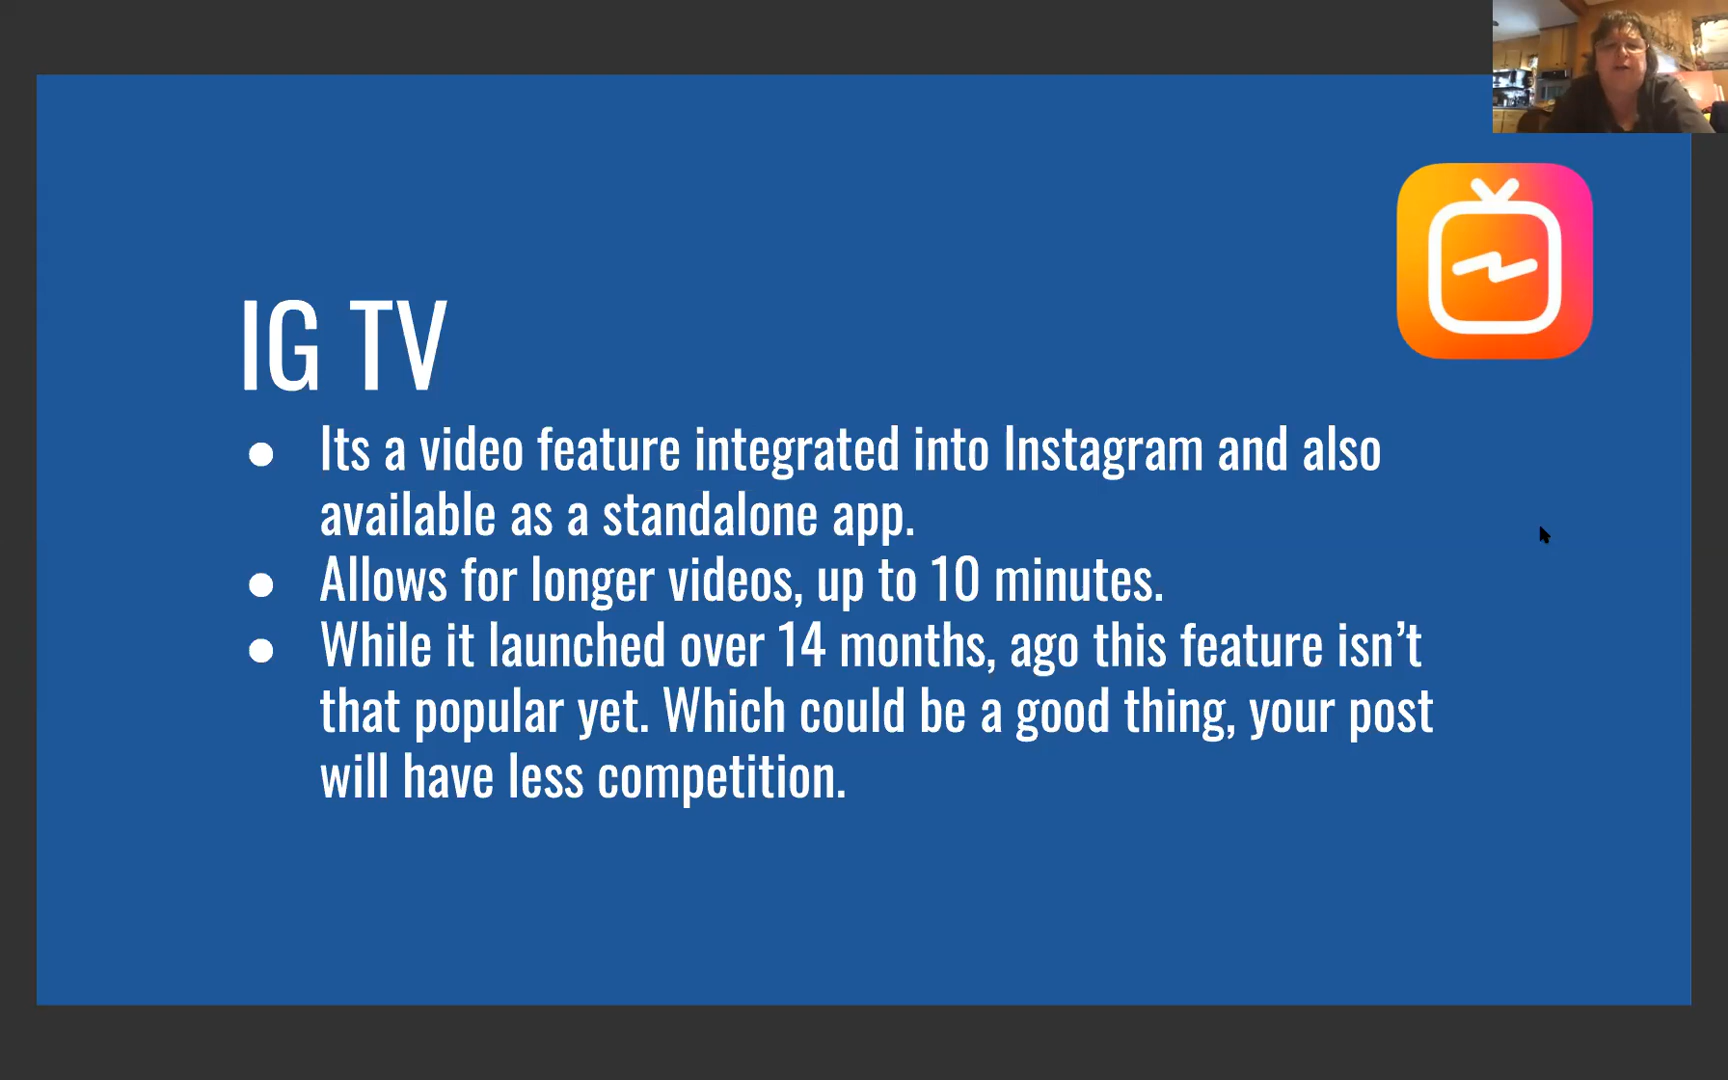 IG TV
● Its a video feature integrated into Instagram and also
available as a standalone app.
● Allows for longer videos, up to 10 minutes.
● While it launched over 14 months, ago this feature isn’t
that popular yet. Which could be a good thing, your post
will have less competition.